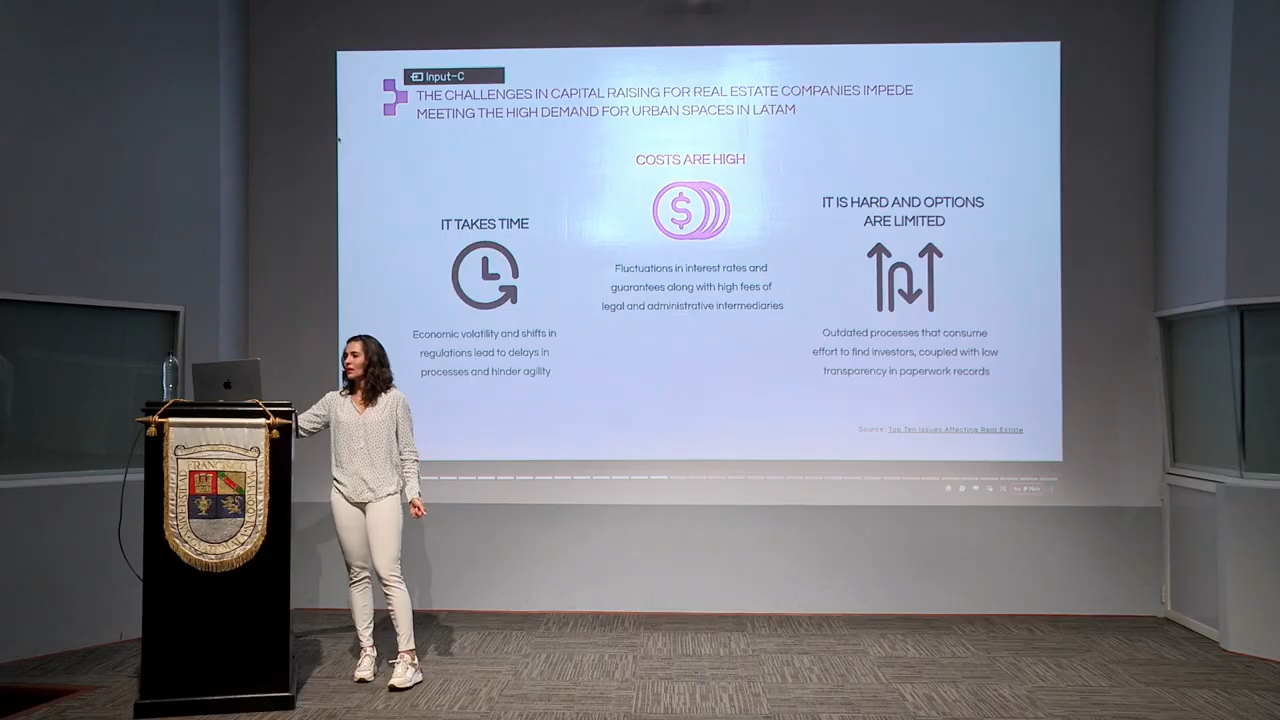 Input-C
THE CHALLENGES IN CAPITAL RAISING FOR REAL ESTATE COMPANIES IMPEDE
MEETING THE HIGH DEMAND FOR URBAN SPACES IN LATAM
IT TAKES TIME
Economic volatility and shifts in
regulations lead to delays in
processes and hinder agility
COSTS ARE HIGH
$
Fluctuations in interest rates and
guarantees along with high fees of
legal and administrative intermediaries
IT IS HARD AND OPTIONS
ARE LIMITED
Outdated processes that consume
effort to find investors, coupled with low
transparency in paperwork records
Source: Top Ten Issues Affecting Real Estate